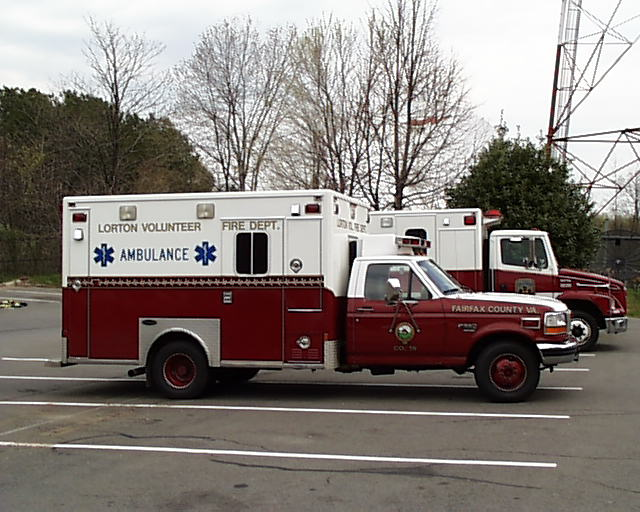 LORTON VOLUNTEER FIRE DEPT.
AMBULANCE
FAIRFAX COUNTY VA.